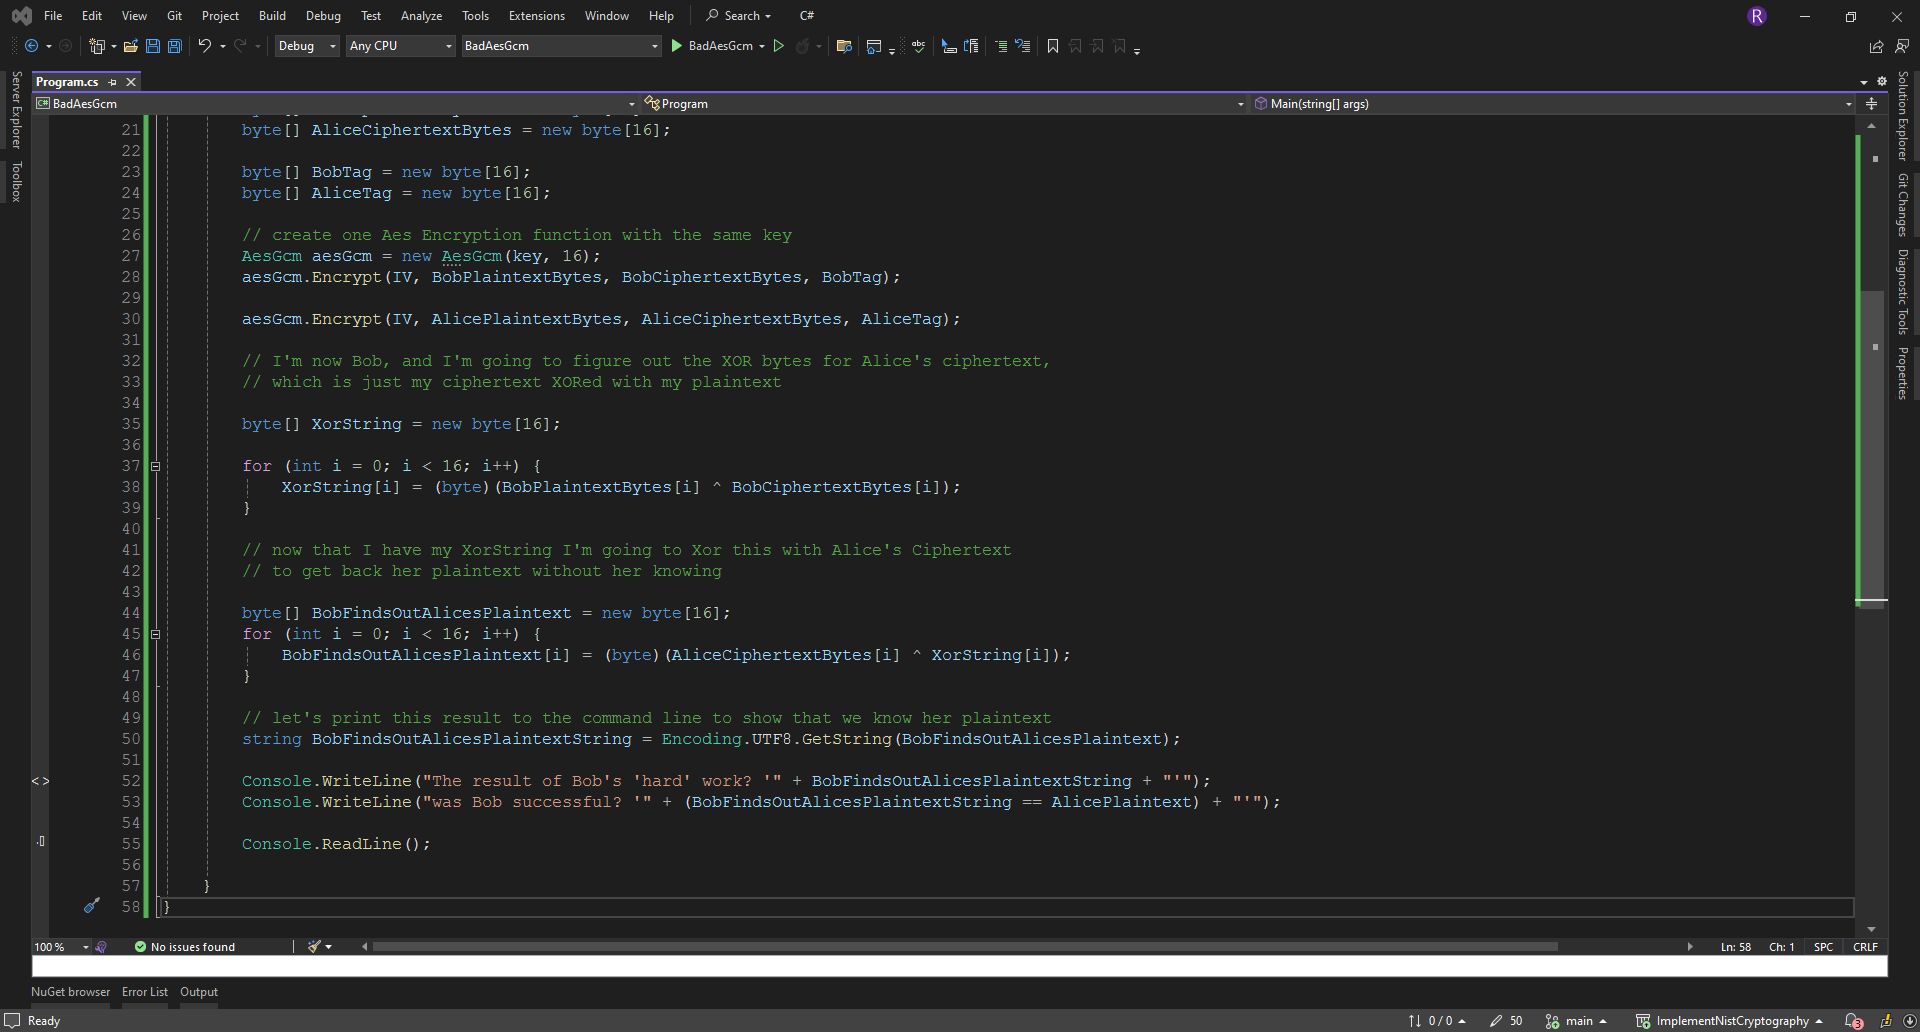 File Edit View Git Project Build Debug Test Analyze Tools Extensions Window Help Search C# R
Debug Any CPU BadAesGcm BadAesGcm
Server Explorer
Toolbox
Program.cs
BadAesGcm Program Main(string[] args)
21 byte[] AliceCiphertextBytes = new byte[16];
22
23 byte[] BobTag = new byte[16];
24 byte[] AliceTag = new byte[16];
25
26 // create one Aes Encryption function with the same key
27 AesGcm aesGcm = new AesGcm(key, 16);
28 aesGcm.Encrypt(IV, BobPlaintextBytes, BobCiphertextBytes, BobTag);
29
30 aesGcm.Encrypt(IV, AlicePlaintextBytes, AliceCiphertextBytes, AliceTag);
31
32 // I'm now Bob, and I'm going to figure out the XOR bytes for Alice's ciphertext,
33 // which is just my ciphertext XORed with my plaintext
34
35 byte[] XorString = new byte[16];
36
37 for (int i = 0; i < 16; i++) {
38 XorString[i] = (byte)(BobPlaintextBytes[i] ^ BobCiphertextBytes[i]);
39 }
40
41 // now that I have my XorString I'm going to Xor this with Alice's Ciphertext
42 // to get back her plaintext without her knowing
43
44 byte[] BobFindsOutAlicesPlaintext = new byte[16];
45 for (int i = 0; i < 16; i++) {
46 BobFindsOutAlicesPlaintext[i] = (byte)(AliceCiphertextBytes[i] ^ XorString[i]);
47 }
48
49 // let's print this result to the command line to show that we know her plaintext
50 string BobFindsOutAlicesPlaintextString = Encoding.UTF8.GetString(BobFindsOutAlicesPlaintext);
51
52 Console.WriteLine("The result of Bob's 'hard' work? '" + BobFindsOutAlicesPlaintextString + "'");
53 Console.WriteLine("was Bob successful? '" + (BobFindsOutAlicesPlaintextString == AlicePlaintext) + "'");
54
55 Console.ReadLine();
56
57 }
58 }
Solution Explorer
Git Changes
Diagnostic Tools
Properties
100 % No issues found Ln: 58 Ch: 1 SPC CRLF
NuGet browser Error List Output
Ready 0 / 0 50 main ImplementNistCryptography 3